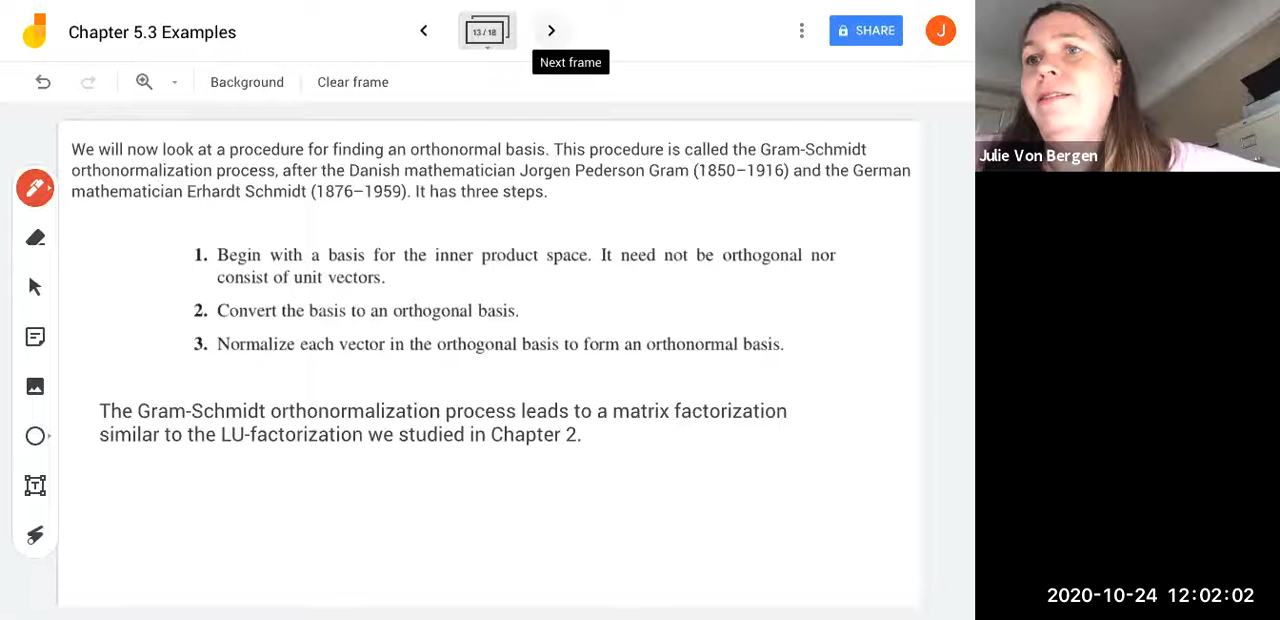 Chapter 5.3 Examples
13 / 18
SHARE
J
Next frame
Background
Clear frame
We will now look at a procedure for finding an orthonormal basis. This procedure is called the Gram-Schmidt
orthonormalization process, after the Danish mathematician Jorgen Pederson Gram (1850–1916) and the German
mathematician Erhardt Schmidt (1876–1959). It has three steps.
1. Begin with a basis for the inner product space. It need not be orthogonal nor
consist of unit vectors.
2. Convert the basis to an orthogonal basis.
3. Normalize each vector in the orthogonal basis to form an orthonormal basis.
The Gram-Schmidt orthonormalization process leads to a matrix factorization
similar to the LU-factorization we studied in Chapter 2.
T
Julie Von Bergen
2020-10-24 12:02:02